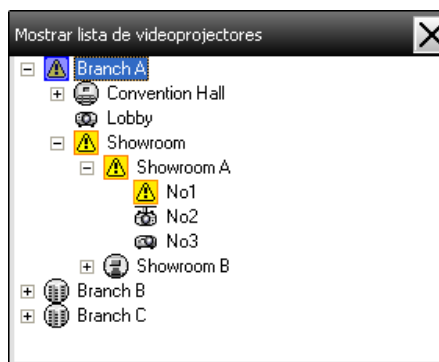 Mostrar lista de videoprojectores
Branch A
Convention Hall
Lobby
Showroom
Showroom A
No1
No2
No3
Showroom B
Branch B
Branch C